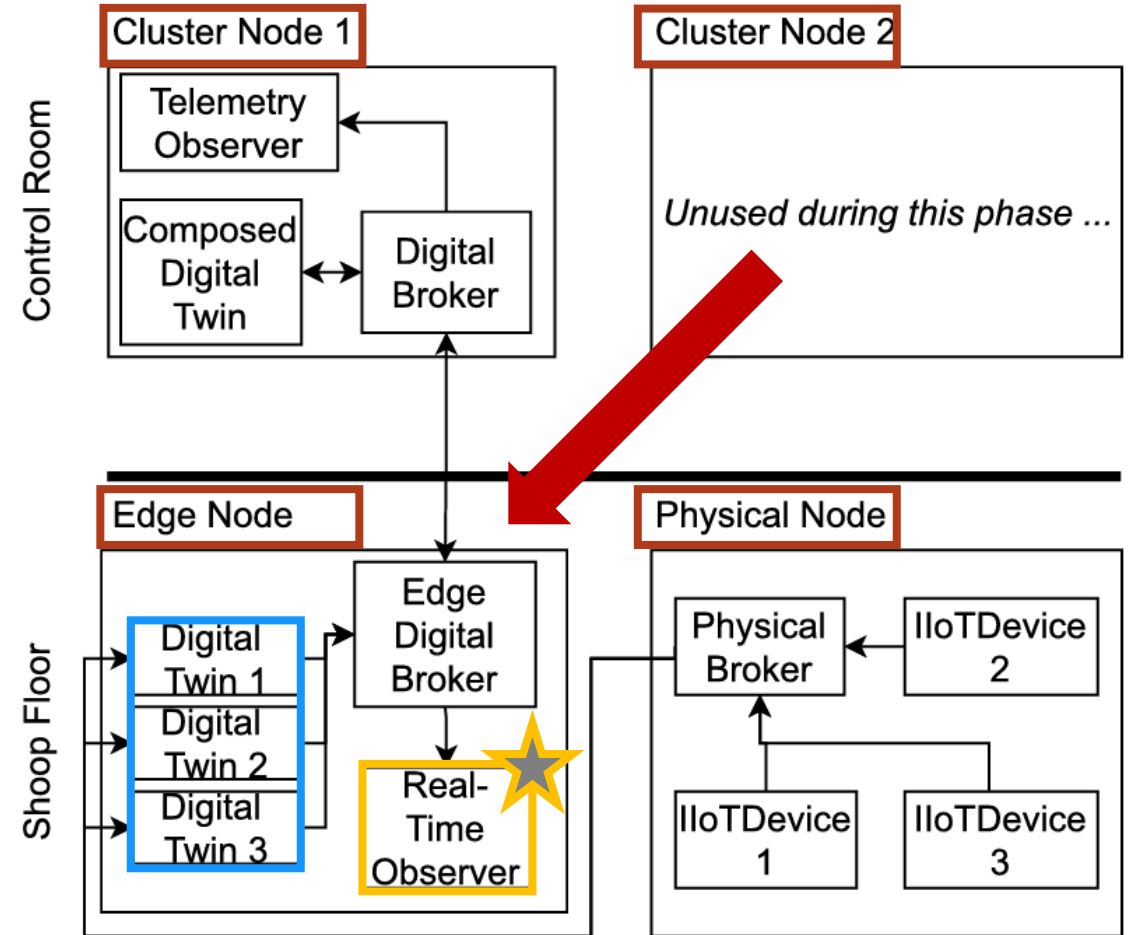 Control Room
Cluster Node 1
Telemetry
Observer
Composed
Digital
Twin
Digital
Broker
Cluster Node 2
Unused during this phase ...
Shoop Floor
Edge Node
Digital
Twin 1
Digital
Twin 2
Digital
Twin 3
Edge
Digital
Broker
Real-
Time
Observer
Physical Node
Physical
Broker
IIoTDevice
2
IIoTDevice
1
IIoTDevice
3